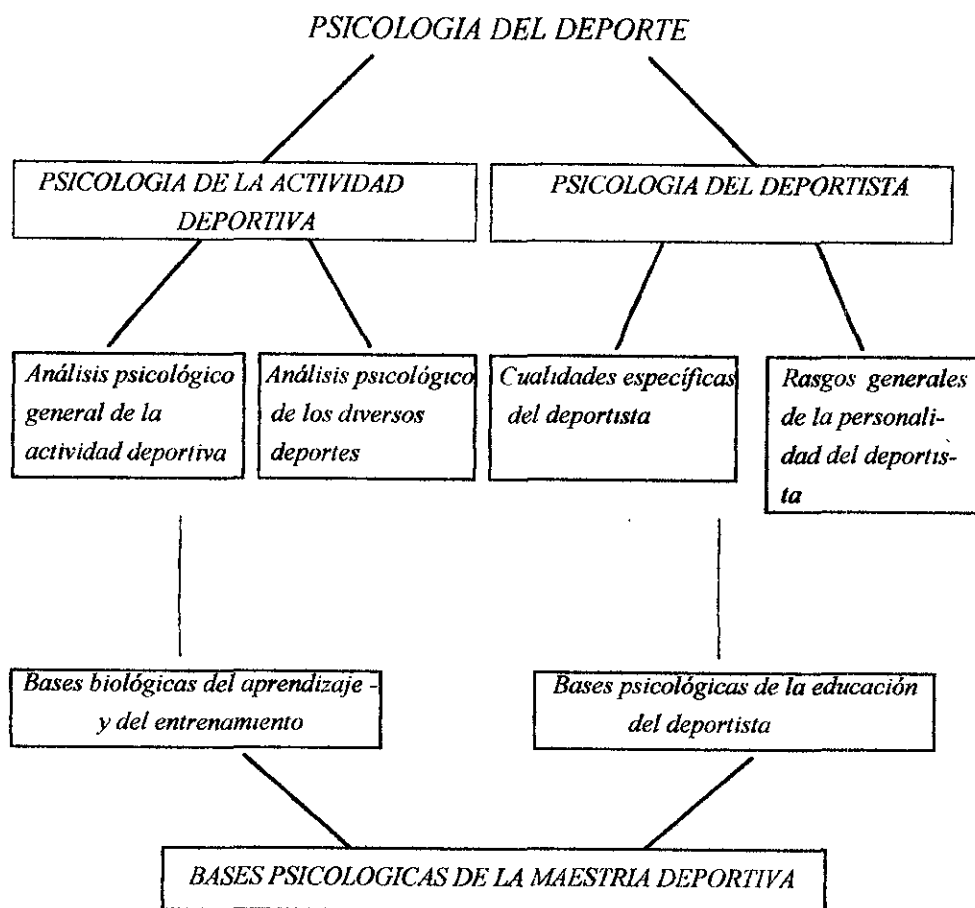 PSICOLOGIA DEL DEPORTE
PSICOLOGIA DE LA ACTIVIDAD
DEPORTIVA
PSICOLOGIA DEL DEPORTISTA
Análisis psicológico
general de la
actividad deportiva
Análisis psicológico
de los diversos
deportes
Cualidades específicas
del deportista
Rasgos generales
de la personali-
dad del deportis-
ta
Bases biológicas del aprendizaje -
y del entrenamiento
Bases psicológicas de la educación
del deportista
BASES PSICOLOGICAS DE LA MAESTRIA DEPORTIVA